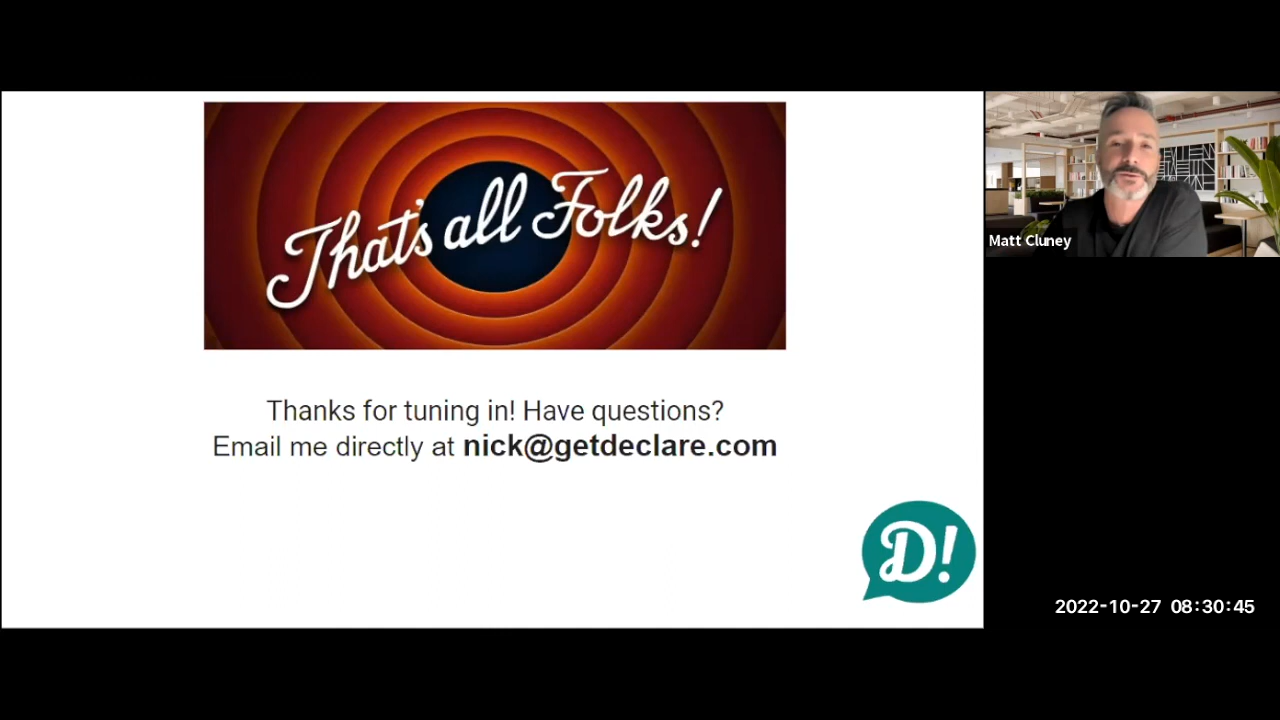 That's all Folks!
Thanks for tuning in! Have questions?
Email me directly at nick@getdeclare.com
D!
Matt Cluney
2022-10-27 08:30:45